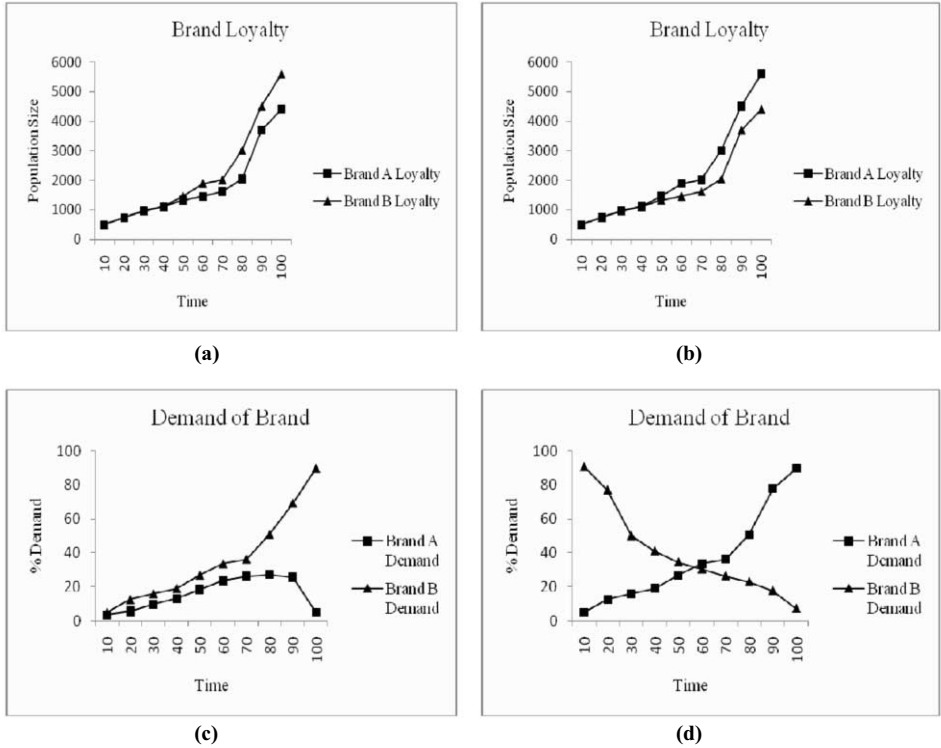 Brand Loyalty
Population Size
6000
5000
4000
3000
2000
1000
0
10
20
30
40
50
60
70
80
90
100
Time
Brand A Loyalty
Brand B Loyalty
(a)
Brand Loyalty
Population Size
6000
5000
4000
3000
2000
1000
0
10
20
30
40
50
60
70
80
90
100
Time
Brand A Loyalty
Brand B Loyalty
(b)
Demand of Brand
% Demand
100
80
60
40
20
0
10
20
30
40
50
60
70
80
90
100
Time
Brand A
Demand
Brand B
Demand
(c)
Demand of Brand
% Demand
100
80
60
40
20
0
10
20
30
40
50
60
70
80
90
100
Time
Brand A
Demand
Brand B
Demand
(d)